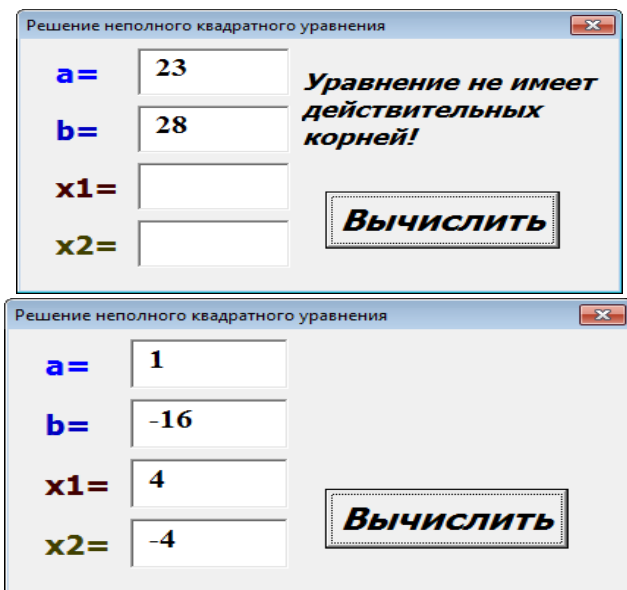 Решение неполного квадратного уравнения
a= 23
b= 28
x1=
x2=
Уравнение не имеет
действительных
корней!
Вычислить
Решение неполного квадратного уравнения
a= 1
b= -16
x1= 4
x2= -4
Вычислить